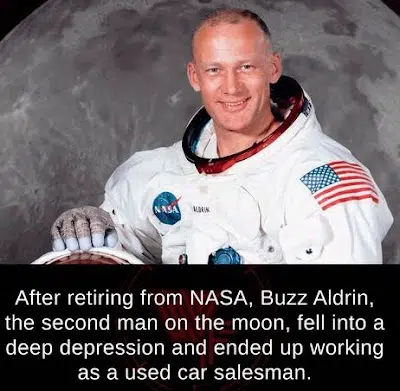 NASA
ALDRIN
After retiring from NASA, Buzz Aldrin,
the second man on the moon, fell into a
deep depression and ended up working
as a used car salesman.